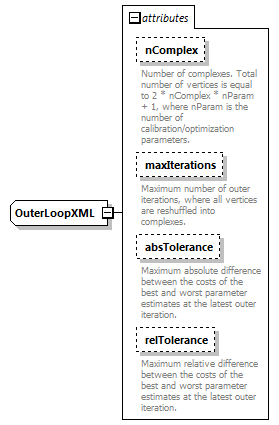 attributes
nComplex
Number of complexes. Total
number of vertices is equal
to 2 * nComplex * nParam
+ 1, where nParam is the
number of
calibration/optimization
parameters.
maxIterations
Maximum number of outer
iterations, where all vertices
are reshuffled into
complexes.
OuterLoopXML
absTolerance
Maximum absolute difference
between the costs of the
best and worst parameter
estimates at the latest outer
iteration.
relTolerance
Maximum relative difference
between the costs of the
best and worst parameter
estimates at the latest outer
iteration.